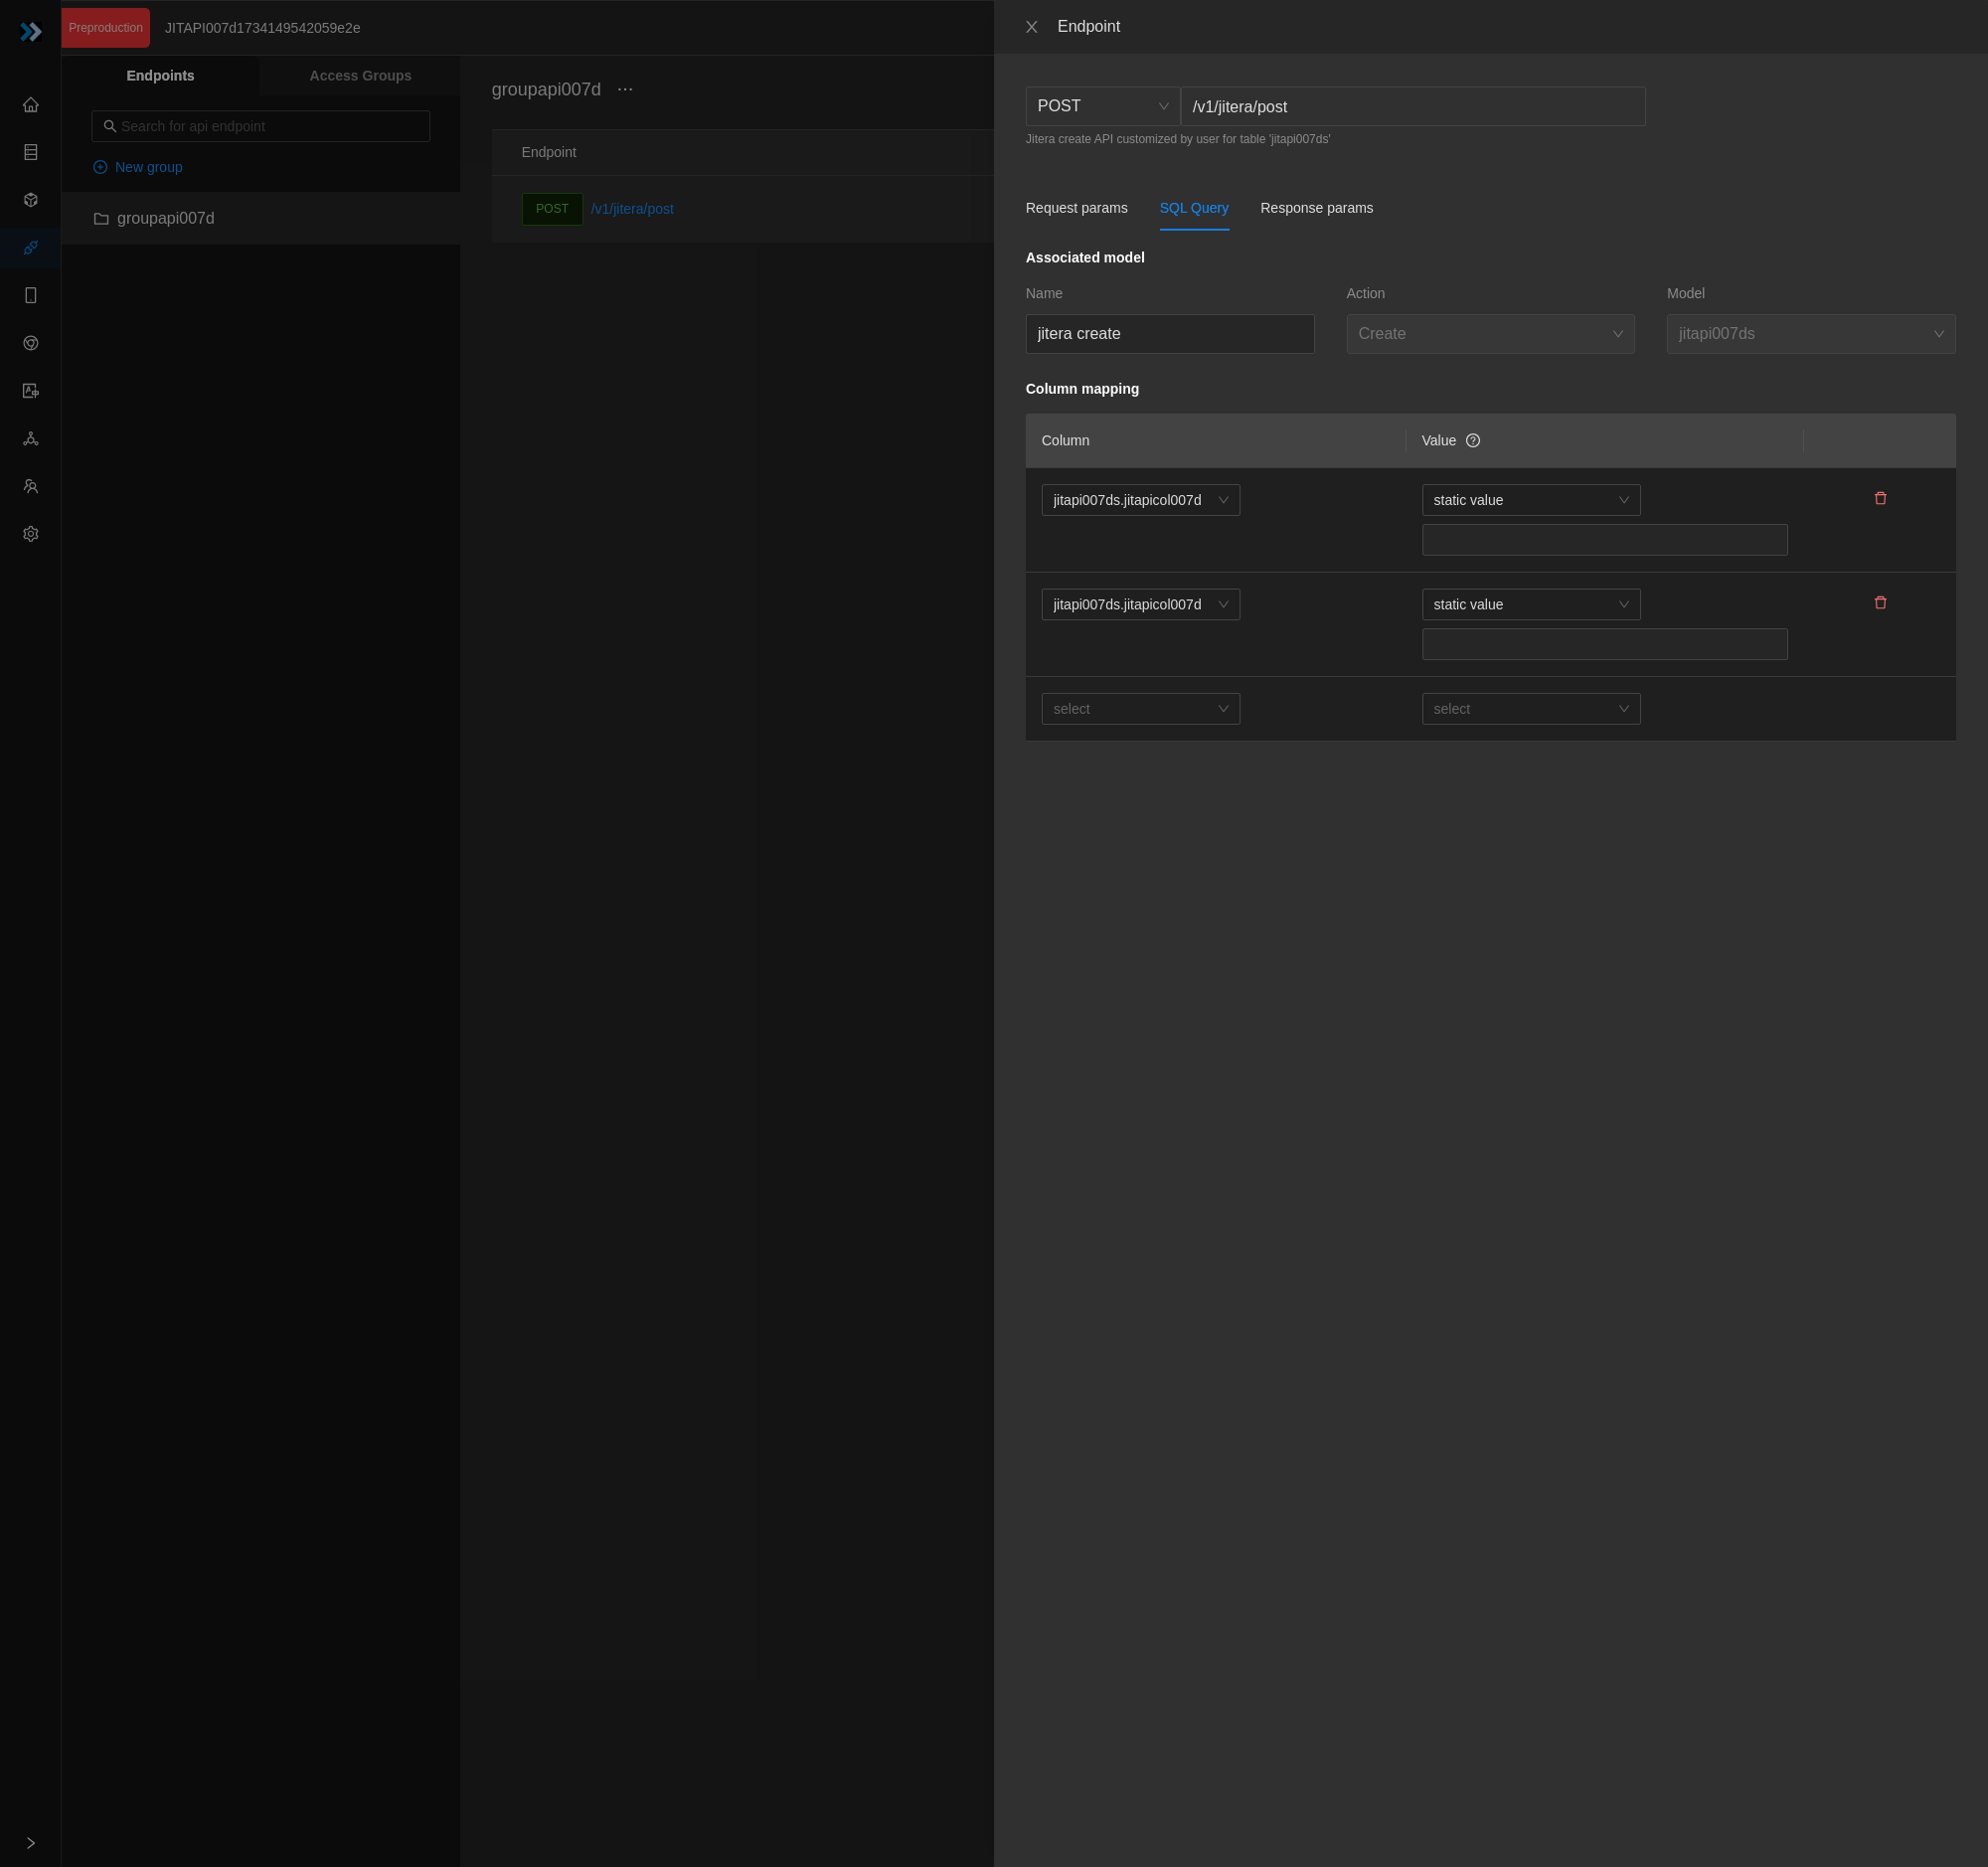 Preproduction
JITAPI007d1734149542059e2e
Endpoints
Access Groups
Search for api endpoint
New group
groupapi007d
groupapi007d
Endpoint
POST
/v1/jitera/post
Endpoint
POST
/v1/jitera/post
Jitera create API customized by user for table 'jitapi007ds'
Request params
SQL Query
Response params
Associated model
Name
Action
Model
jitera create
Create
jitapi007ds
Column mapping
Column
Value
jitapi007ds.jitapicol007d
static value
jitapi007ds.jitapicol007d
static value
select
select